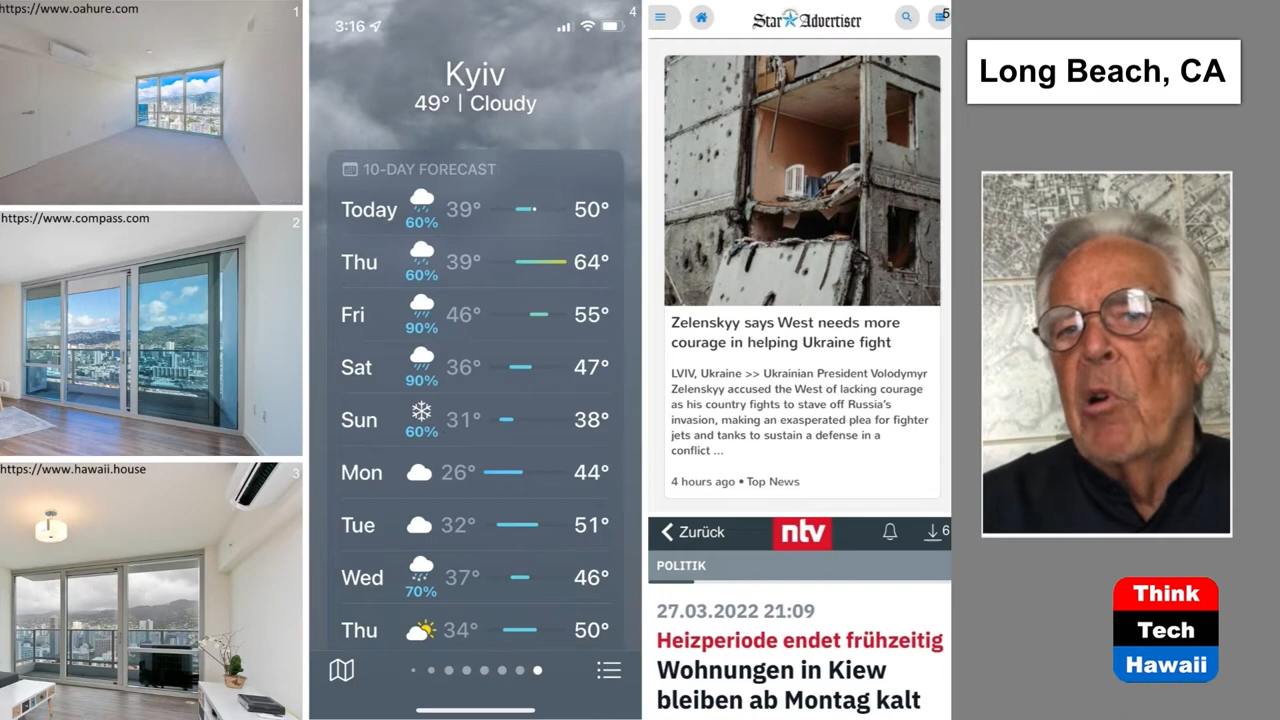 https://www.oahure.com
1
https://www.compass.com
2
https://www.hawaii.house
3
4
3:16
Kyiv
49° | Cloudy
10-DAY FORECAST
Today 60% 39° 50°
Thu 60% 39° 64°
Fri 90% 46° 55°
Sat 90% 36° 47°
Sun 60% 31° 38°
Mon 26° 44°
Tue 32° 51°
Wed 70% 37° 46°
Thu 34° 50°
Star Advertiser
5
Zelenskyy says West needs more
courage in helping Ukraine fight
LVIV, Ukraine >> Ukrainian President Volodymyr
Zelenskyy accused the West of lacking courage
as his country fights to stave off Russia's
invasion, making an exasperated plea for fighter
jets and tanks to sustain a defense in a
conflict ...
4 hours ago • Top News
Zurück
ntv
6
POLITIK
27.03.2022 21:09
Heizperiode endet frühzeitig
Wohnungen in Kiew
bleiben ab Montag kalt
Long Beach, CA
Think
Tech
Hawaii